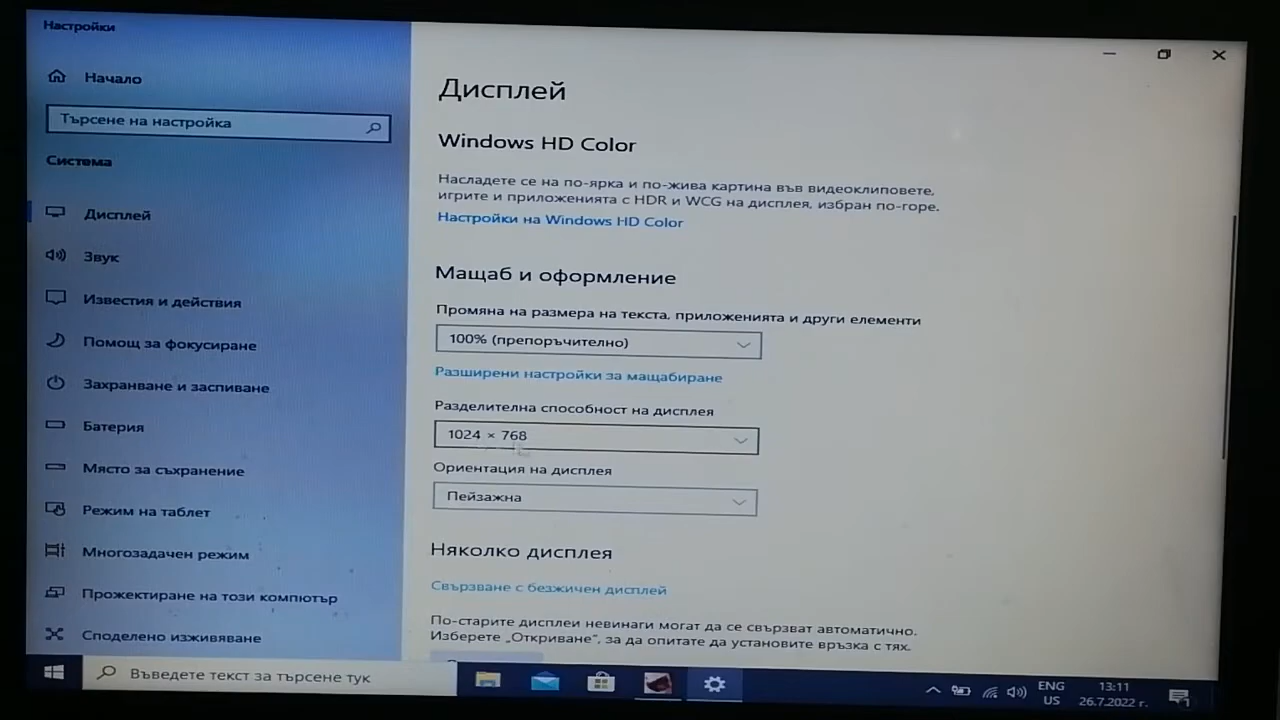 Настройки
Начало
Търсене на настройка
Система
Дисплей
Звук
Известия и действия
Помощ за фокусиране
Захранване и заспиване
Батерия
Място за съхранение
Режим на таблет
Многозадачен режим
Прожектиране на този компютър
Споделено изживяване
Дисплей
Windows HD Color
Насладете се на по-ярка и по-жива картина във видеоклиповете,
игрите и приложенията с HDR и WCG на дисплея, избран по-горе.
Настройки на Windows HD Color
Мащаб и оформление
Промяна на размера на текста, приложенията и други елементи
100% (препоръчително)
Разширени настройки за мащабиране
Разделителна способност на дисплея
1024 × 768
Ориентация на дисплея
Пейзажна
Няколко дисплея
Свързване с безжичен дисплей
По-старите дисплеи невинаги могат да се свързват автоматично.
Изберете „Откриване“, за да опитате да установите връзка с тях.
Въведете текст за търсене тук
ENG
US
13:11
26.7.2022 г.
1